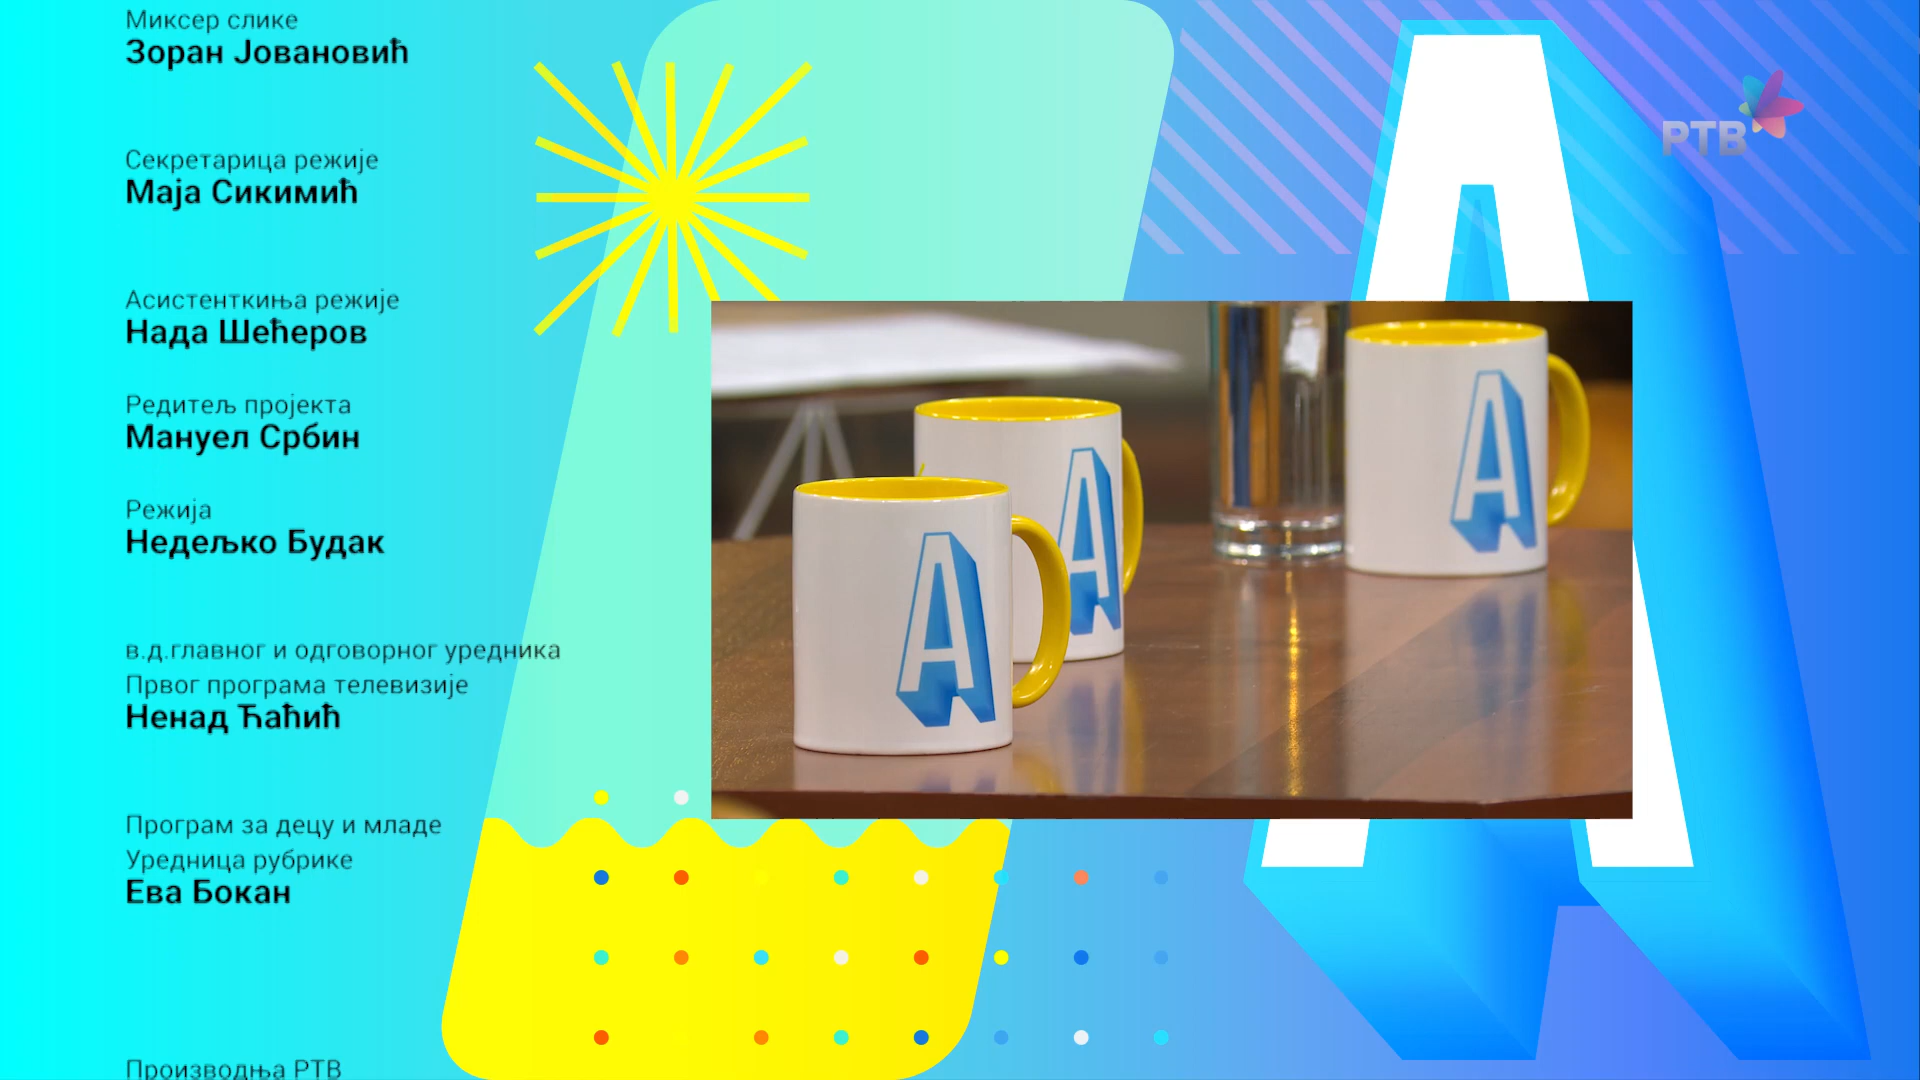 Миксер слике
Зоран Јовановић
Секретарица режије
Маја Сикимић
Асистенткиња режије
Нада Шећеров
Редитељ пројекта
Мануел Србин
Режија
Недељко Будак
в.д.главног и одговорног уредника
Првог програма телевизије
Ненад Ћаћић
Програм за децу и младе
Уредница рубрике
Ева Бокан
Производња РТВ
РТВ
А
А
А
А